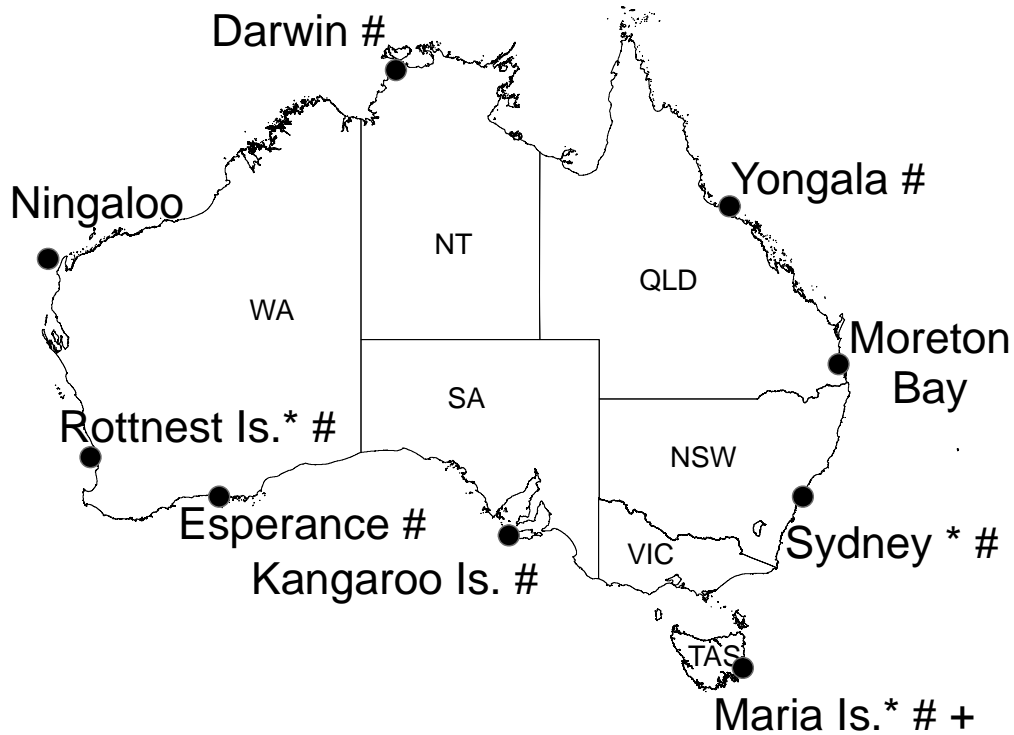 Darwin #
Yongala #
Ningaloo
NT
QLD
WA
Moreton
Bay
SA
Rottnest Is.* #
NSW
Esperance #
Sydney * #
VIC
Kangaroo Is. #
TAS
Maria Is.* # +